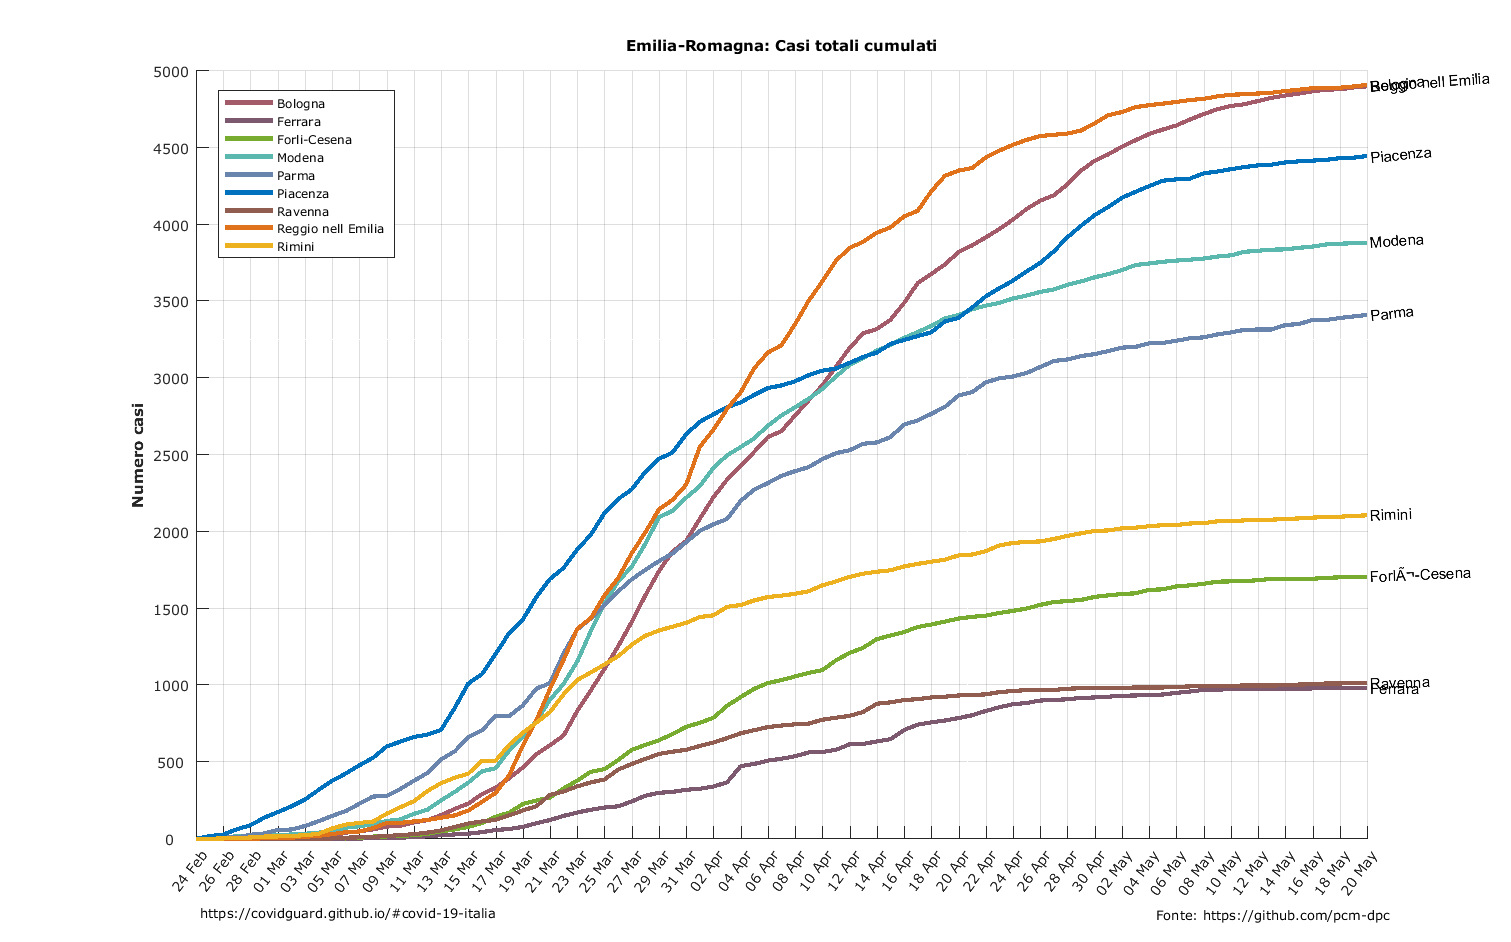 Emilia-Romagna: Casi totali cumulati
5000
4500
4000
3500
3000
2500
2000
1500
1000
500
0
Numero casi
Bologna
Ferrara
Forlì-Cesena
Modena
Parma
Piacenza
Ravenna
Reggio nell Emilia
Rimini
Bologna
Reggio nell Emilia
Piacenza
Modena
Parma
Rimini
ForlÃ¬-Cesena
Ravenna
Ferrara
24 Feb
26 Feb
28 Feb
01 Mar
03 Mar
05 Mar
07 Mar
09 Mar
11 Mar
13 Mar
15 Mar
17 Mar
19 Mar
21 Mar
23 Mar
25 Mar
27 Mar
29 Mar
31 Mar
02 Apr
04 Apr
06 Apr
08 Apr
10 Apr
12 Apr
14 Apr
16 Apr
18 Apr
20 Apr
22 Apr
24 Apr
26 Apr
28 Apr
30 Apr
02 May
04 May
06 May
08 May
10 May
12 May
14 May
16 May
18 May
20 May
https://covidguard.github.io/#covid-19-italia
Fonte: https://github.com/pcm-dpc